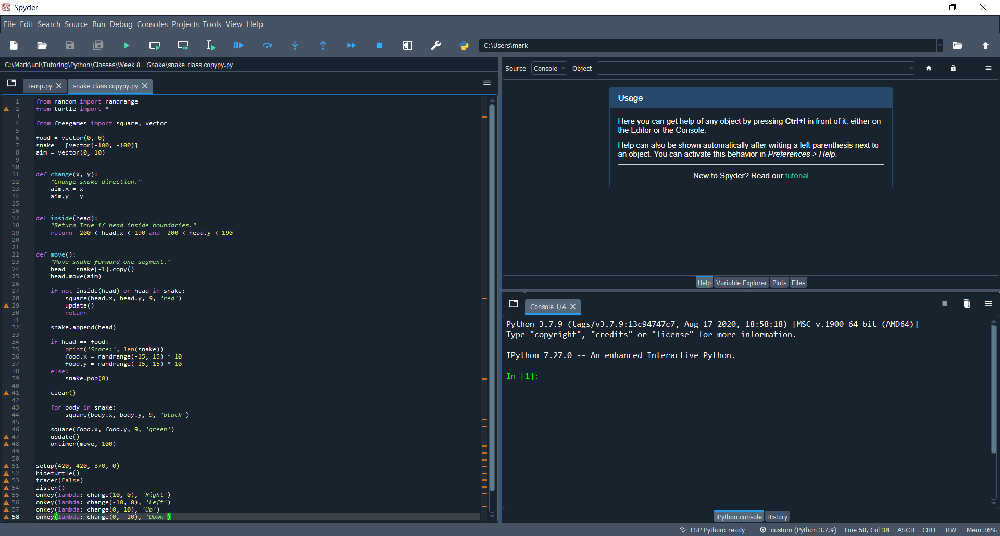 Spyder
File Edit Search Source Run Debug Consoles Projects Tools View Help
C:\Users\mark
C:\Mark\uni\Tutoring\Python\Classes\Week 8 - Snake\snake class copypy.py
temp.py
snake class copypy.py
1 from random import randrange
2 from turtle import *
3
4 from freegames import square, vector
5
6 food = vector(0, 0)
7 snake = [vector(-100, -100)]
8 aim = vector(0, 10)
9
10
11 def change(x, y):
12     "Change snake direction."
13     aim.x = x
14     aim.y = y
15
16
17 def inside(head):
18     "Return True if head inside boundaries."
19     return -200 < head.x < 190 and -200 < head.y < 190
20
21
22 def move():
23     "Move snake forward one segment."
24     head = snake[-1].copy()
25     head.move(aim)
26
27     if not inside(head) or head in snake:
28         square(head.x, head.y, 9, 'red')
29         update()
30         return
31
32     snake.append(head)
33
34     if head == food:
35         print('Score:', len(snake))
36         food.x = randrange(-15, 15) * 10
37         food.y = randrange(-15, 15) * 10
38     else:
39         snake.pop(0)
40
41     clear()
42
43     for body in snake:
44         square(body.x, body.y, 9, 'black')
45
46     square(food.x, food.y, 9, 'green')
47     update()
48     ontimer(move, 100)
49
50
51 setup(420, 420, 370, 0)
52 hideturtle()
53 tracer(False)
54 listen()
55 onkey(lambda: change(10, 0), 'Right')
56 onkey(lambda: change(-10, 0), 'Left')
57 onkey(lambda: change(0, 10), 'Up')
58 onkey(lambda: change(0, -10), 'Down')
Source Console Object
Usage
Here you can get help of any object by pressing Ctrl+I in front of it, either on
the Editor or the Console.
Help can also be shown automatically after writing a left parenthesis next to
an object. You can activate this behavior in Preferences > Help.
New to Spyder? Read our tutorial
Help Variable Explorer Plots Files
Console 1/A
Python 3.7.9 (tags/v3.7.9:13c94747c7, Aug 17 2020, 18:58:18) [MSC v.1900 64 bit (AMD64)]
Type "copyright", "credits" or "license" for more information.
IPython 7.27.0 -- An enhanced Interactive Python.
In [1]:
IPython console History
LSP Python: ready custom (Python 3.7.9) Line 58, Col 38 ASCII CRLF RW Mem 36%